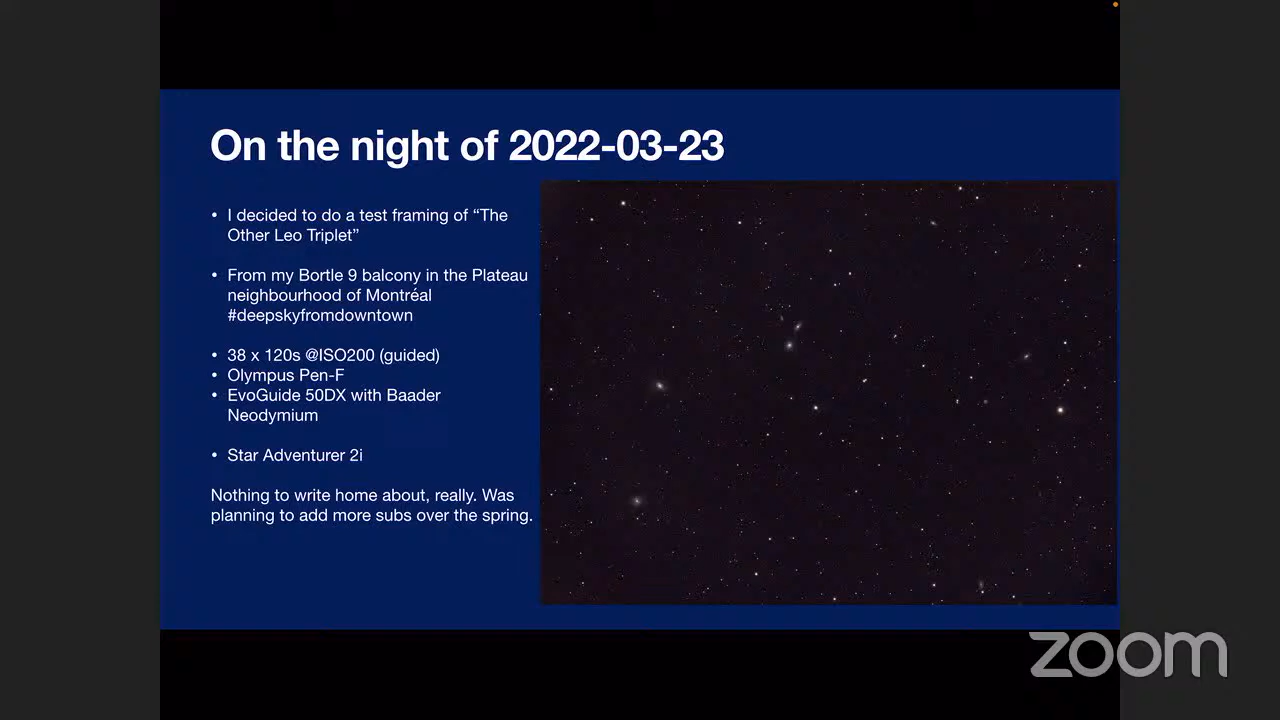 On the night of 2022-03-23
• I decided to do a test framing of “The
Other Leo Triplet”
• From my Bortle 9 balcony in the Plateau
neighbourhood of Montréal
#deepskyfromdowntown
• 38 x 120s @ISO200 (guided)
• Olympus Pen-F
• EvoGuide 50DX with Baader
Neodymium
• Star Adventurer 2i
Nothing to write home about, really. Was
planning to add more subs over the spring.
zoom